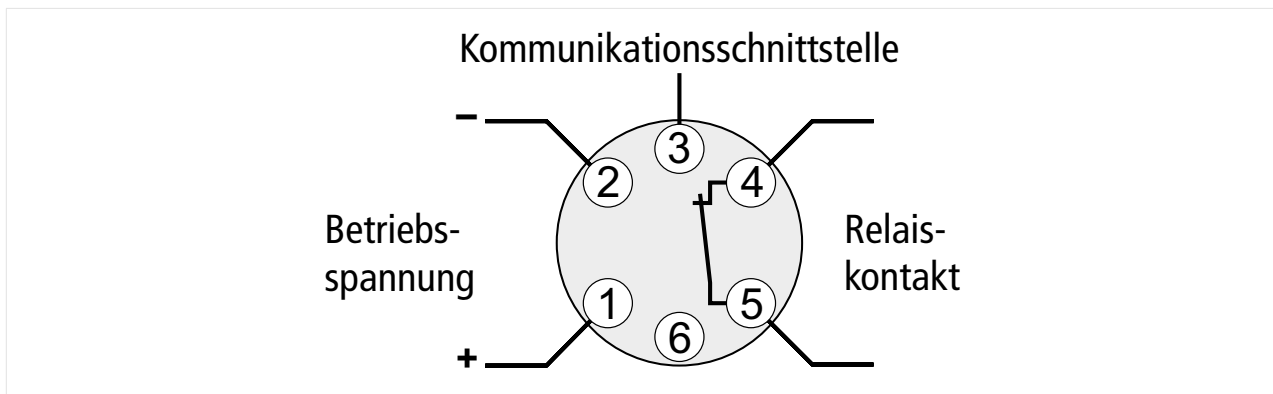 Kommunikationsschnittstelle
–
3
2
4
Betriebs-
spannung
Relais-
kontakt
1
5
6
+